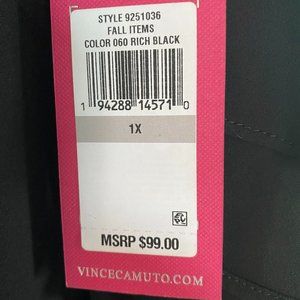 STYLE 9251036
FALL ITEMS
COLOR 060 RICH BLACK
1 94288 14571 0
1X
MSRP $99.00
VINCECAMUTO.COM